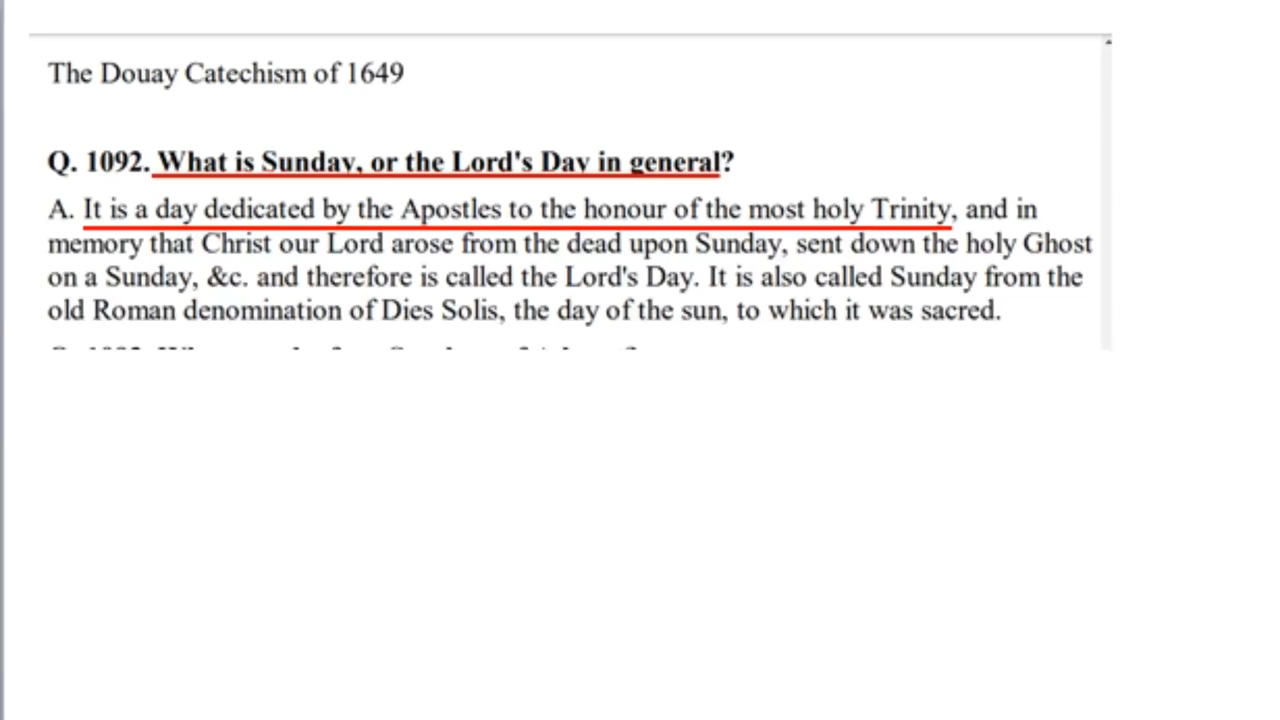 The Douay Catechism of 1649
Q. 1092. What is Sunday, or the Lord's Day in general?
A. It is a day dedicated by the Apostles to the honour of the most holy Trinity, and in
memory that Christ our Lord arose from the dead upon Sunday, sent down the holy Ghost
on a Sunday, &c. and therefore is called the Lord's Day. It is also called Sunday from the
old Roman denomination of Dies Solis, the day of the sun, to which it was sacred.